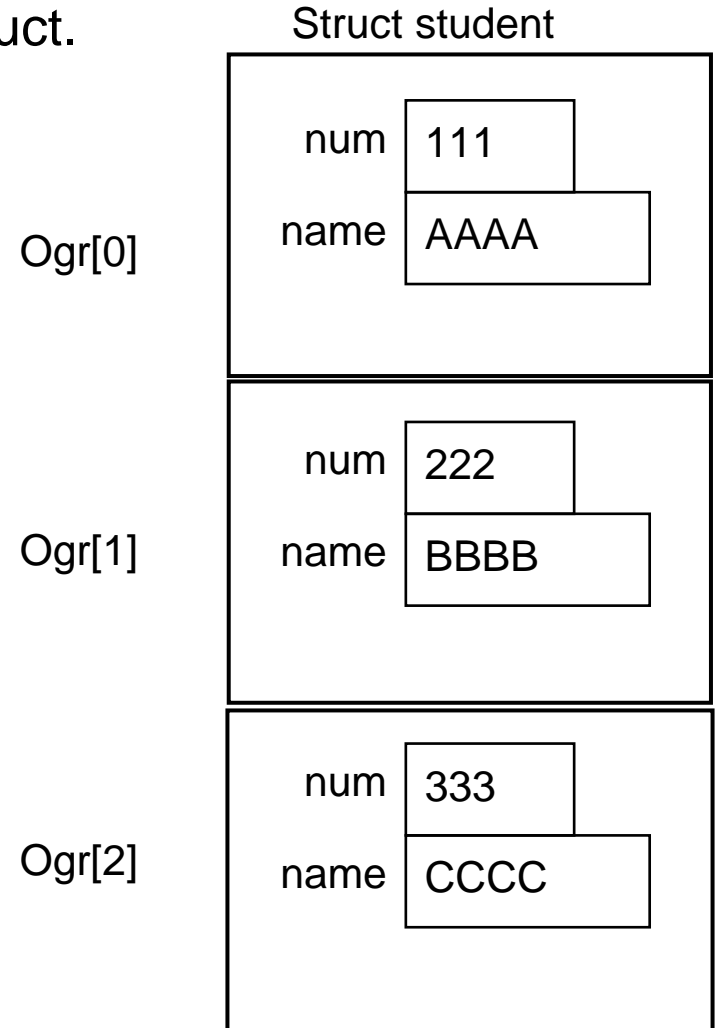 Struct student
num 111
name AAAA
Ogr[0]
num 222
Ogr[1] name BBBB
num 333
Ogr[2] name CCCC